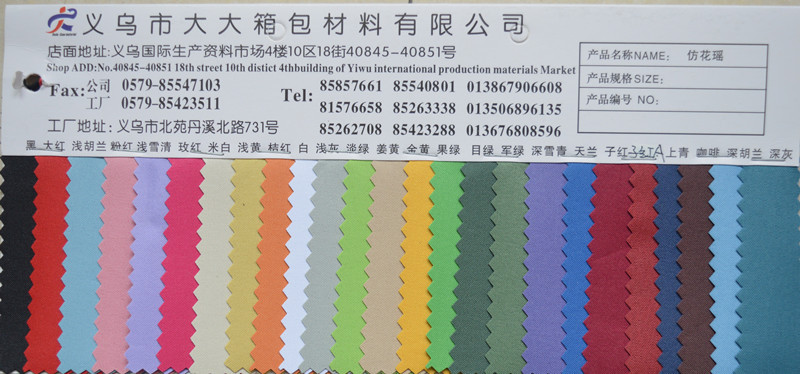 义乌市大大箱包材料有限公司
店面地址:义乌国际生产资料市场4楼10区18街40845-40851号
Shop ADD:No.40845-40851 18th street 10th distict 4thbuilding of Yiwu international production materials Market
Fax: 公司 0579-85547103
工厂 0579-85423511
Tel: 85857661 85540801 013867906608
81576658 85263338 013506896135
85262708 85423288 013676808596
工厂地址: 义乌市北苑丹溪北路731号
产品名称NAME: 仿花瑶
产品规格SIZE:
产品编号 NO:
黑 大红 浅胡兰 粉红 浅雪清 玫红 米白 浅黄 桔红 白 浅灰 淡绿 姜黄 金黄 果绿 目绿 军绿 深雪青 天兰 子红 上青 咖啡 深胡兰 深灰